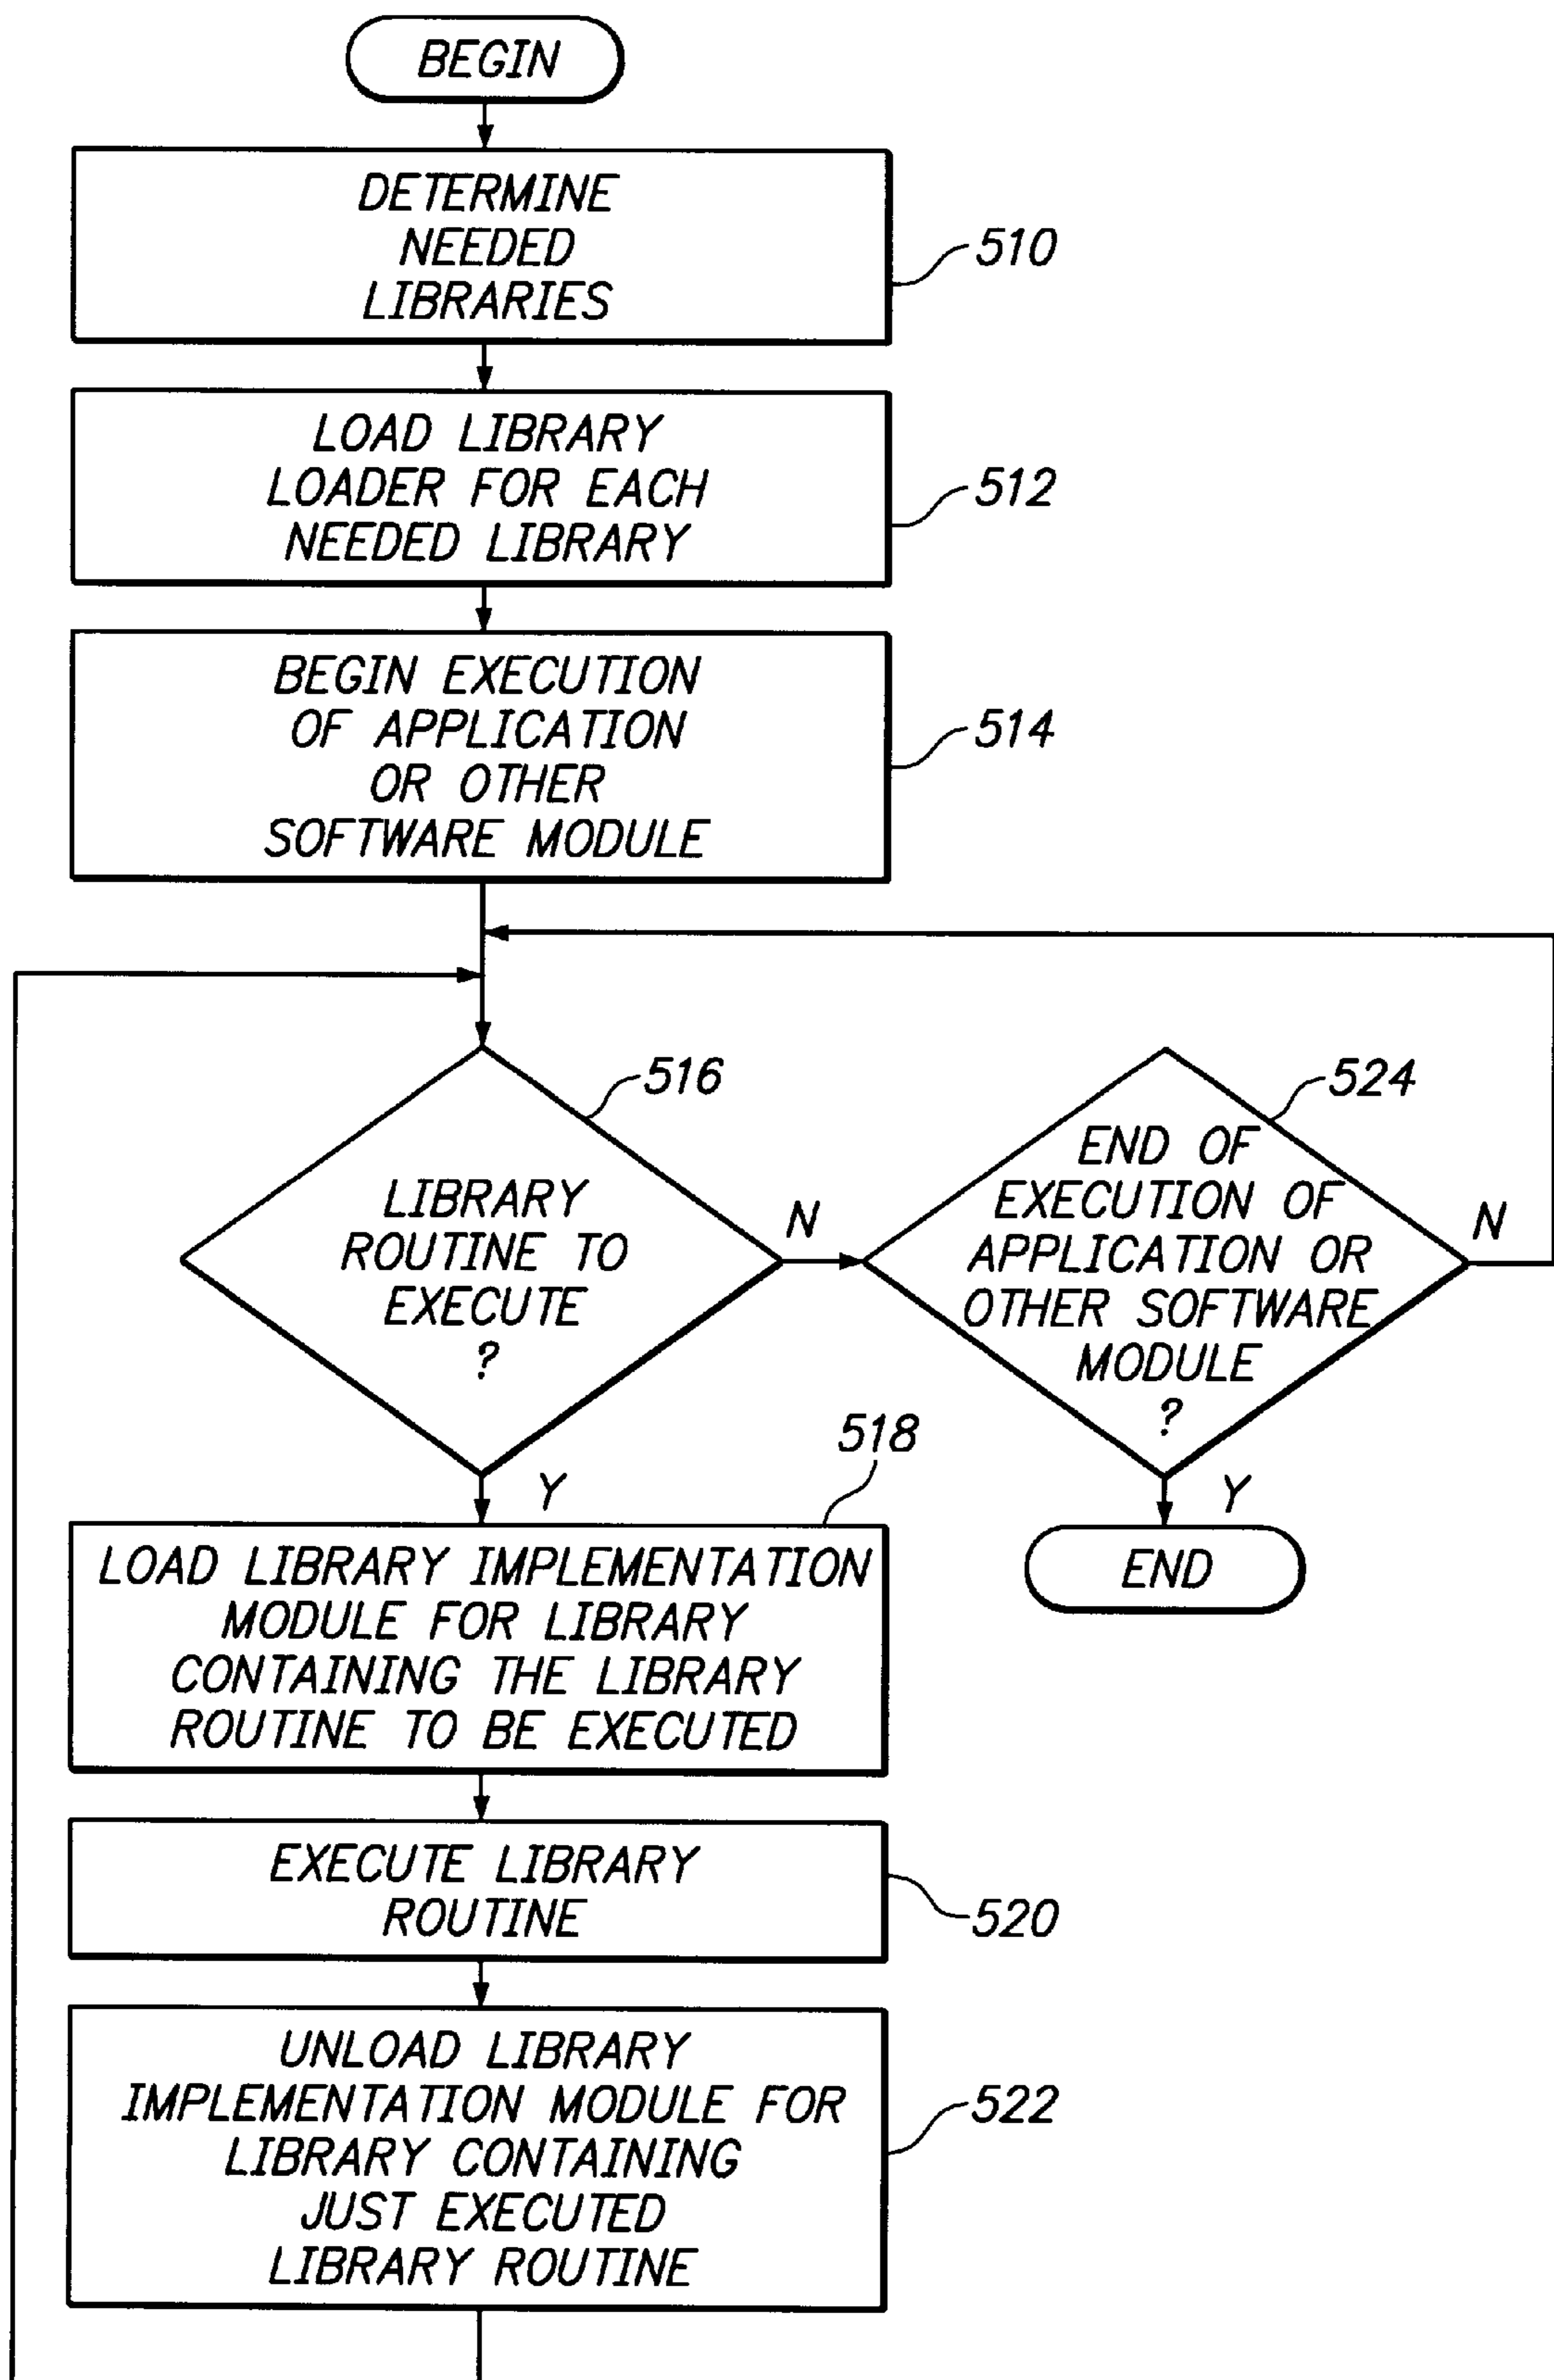 BEGIN
DETERMINE
NEEDED
LIBRARIES
510
LOAD LIBRARY
LOADER FOR EACH
NEEDED LIBRARY
512
BEGIN EXECUTION
OF APPLICATION
OR OTHER
SOFTWARE MODULE
514
516
LIBRARY
ROUTINE TO
EXECUTE
?
N
Y
524
END OF
EXECUTION OF
APPLICATION OR
OTHER SOFTWARE
MODULE
?
N
Y
END
518
LOAD LIBRARY IMPLEMENTATION
MODULE FOR LIBRARY
CONTAINING THE LIBRARY
ROUTINE TO BE EXECUTED
EXECUTE LIBRARY
ROUTINE
520
UNLOAD LIBRARY
IMPLEMENTATION MODULE FOR
LIBRARY CONTAINING
JUST EXECUTED
LIBRARY ROUTINE
522